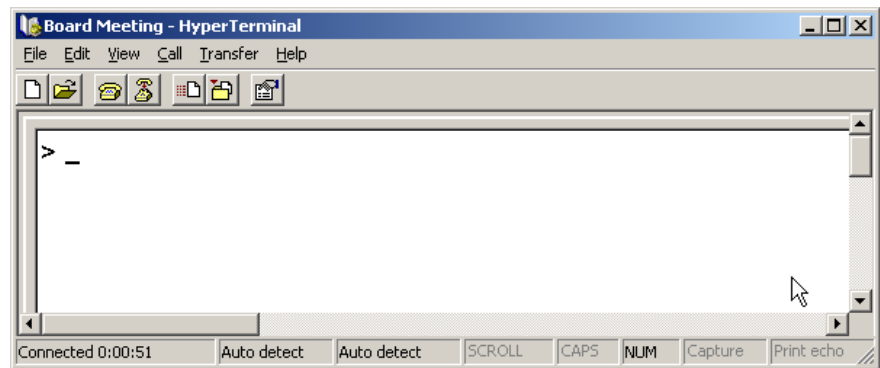 Board Meeting - HyperTerminal
File Edit View Call Transfer Help
> _
Connected 0:00:51 Auto detect Auto detect SCROLL CAPS NUM Capture Print echo